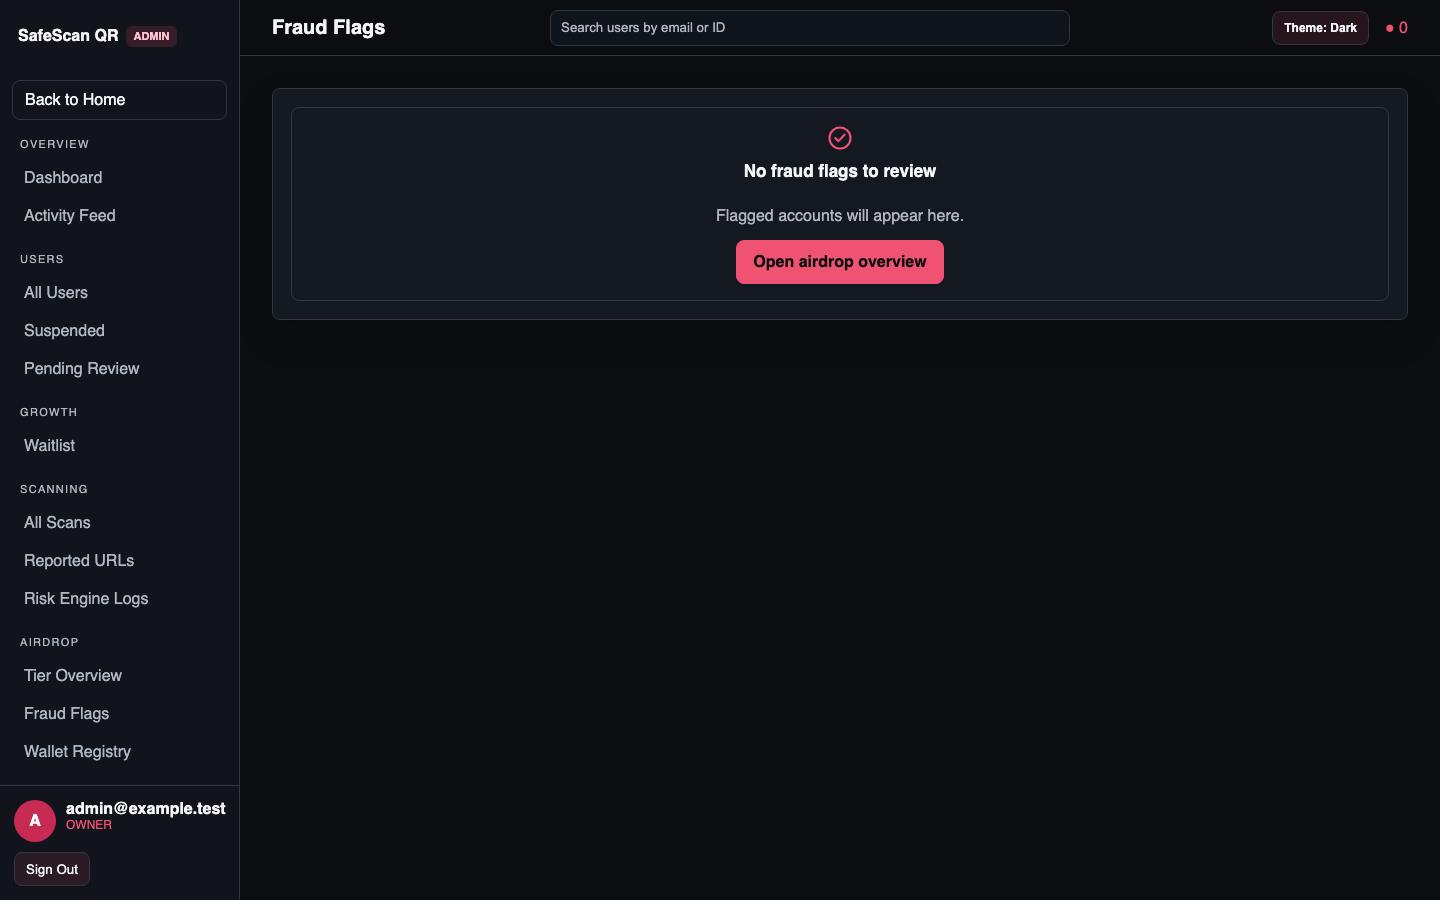 SafeScan QR ADMIN
Back to Home
OVERVIEW
Dashboard
Activity Feed
USERS
All Users
Suspended
Pending Review
GROWTH
Waitlist
SCANNING
All Scans
Reported URLs
Risk Engine Logs
AIRDROP
Tier Overview
Fraud Flags
Wallet Registry
A
admin@example.test
OWNER
Sign Out
Fraud Flags
Search users by email or ID
Theme: Dark
0
No fraud flags to review
Flagged accounts will appear here.
Open airdrop overview